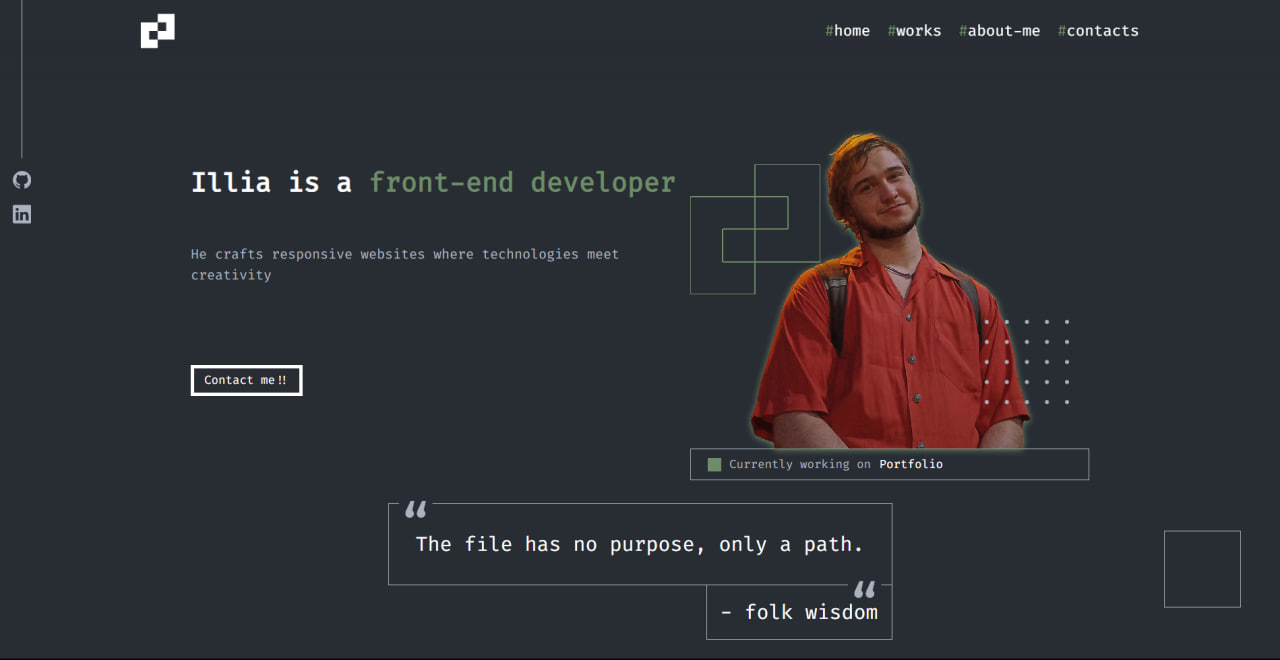 #home #works #about-me #contacts
Illia is a front-end developer
He crafts responsive websites where technologies meet
creativity
Contact me!!
Currently working on Portfolio
“
The file has no purpose, only a path.
“
- folk wisdom
in